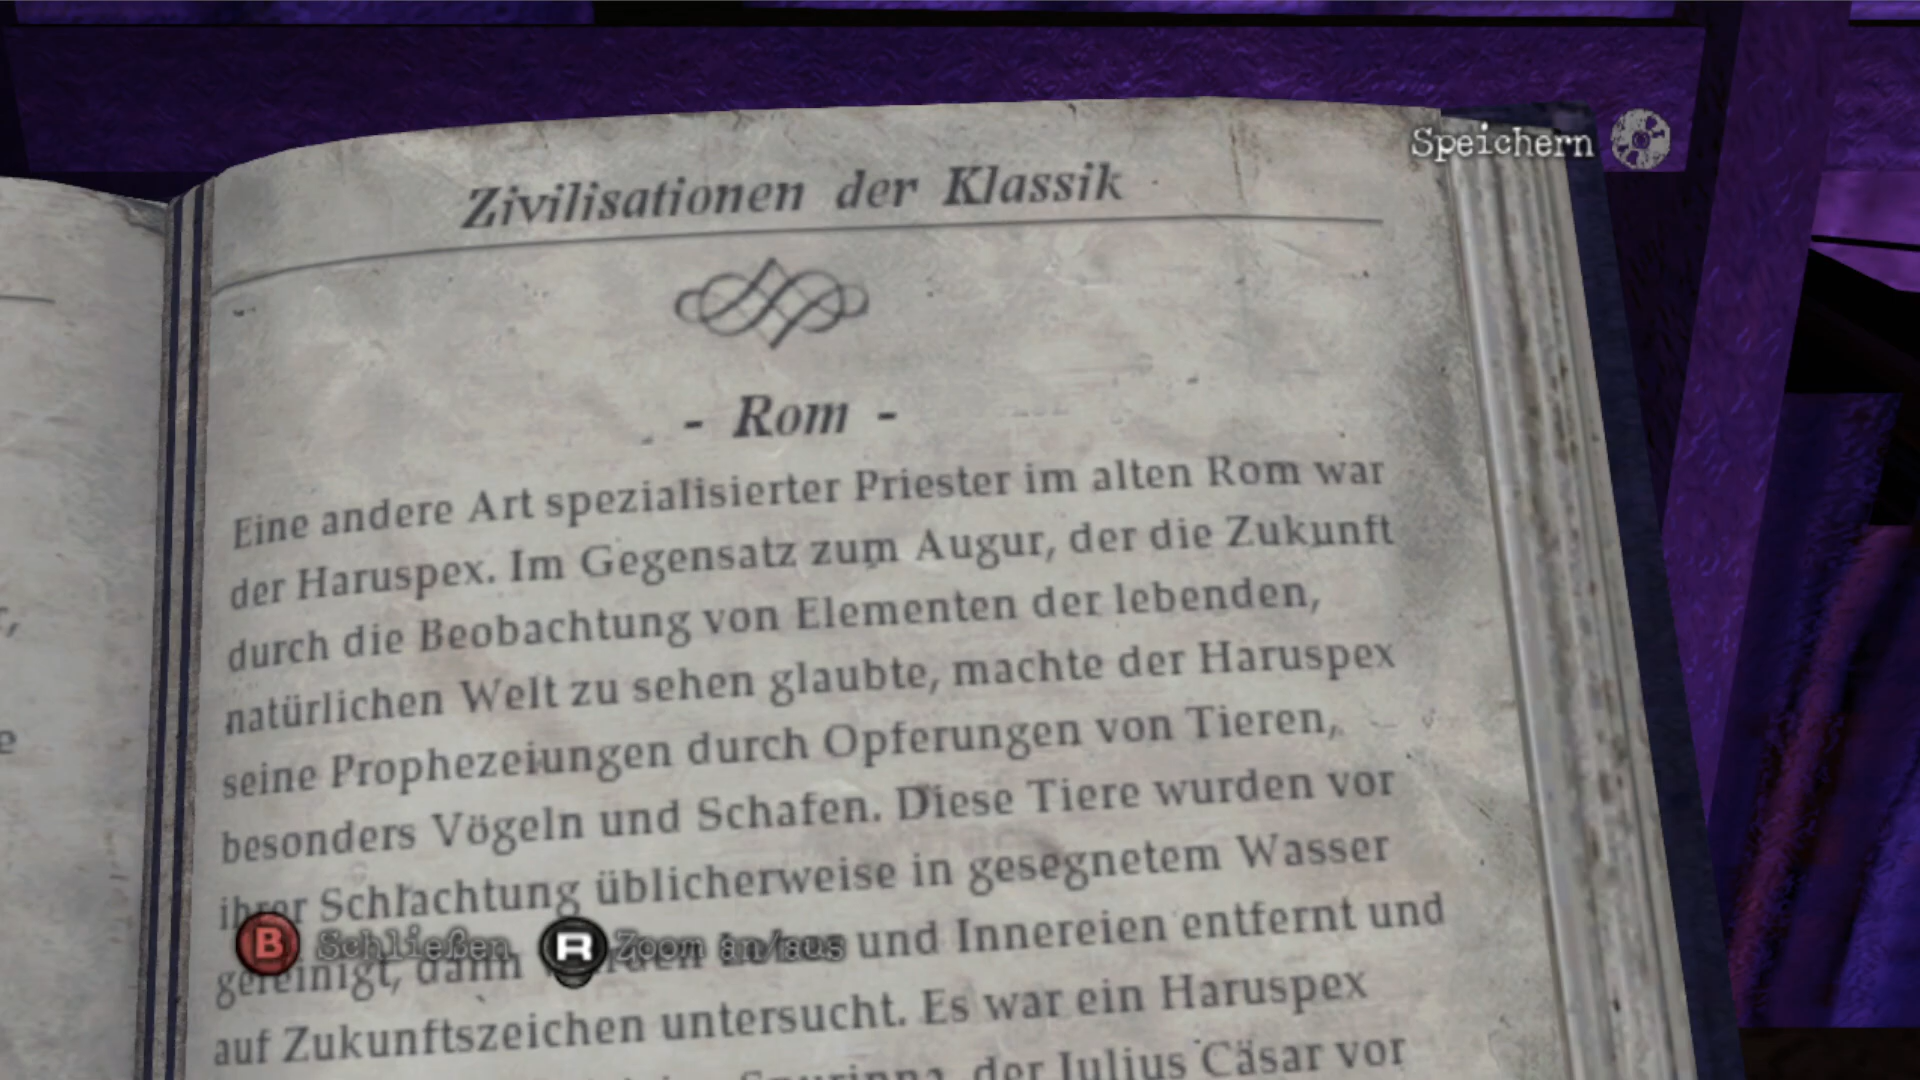 Speichern
Zivilisationen der Klassik
- Rom -
Eine andere Art spezialisierter Priester im alten Rom war
der Haruspex. Im Gegensatz zum Augur, der die Zukunft
durch die Beobachtung von Elementen der lebenden,
natürlichen Welt zu sehen glaubte, machte der Haruspex
seine Prophezeiungen durch Opferungen von Tieren,
besonders Vögeln und Schafen. Diese Tiere wurden vor
ihrer Schlachtung üblicherweise in gesegnetem Wasser
gereinigt, dann und Innereien entfernt und
B Schließen R Zoom an/aus
auf Zukunftszeichen untersucht. Es war ein Haruspex
der Julius Cäsar vor
e